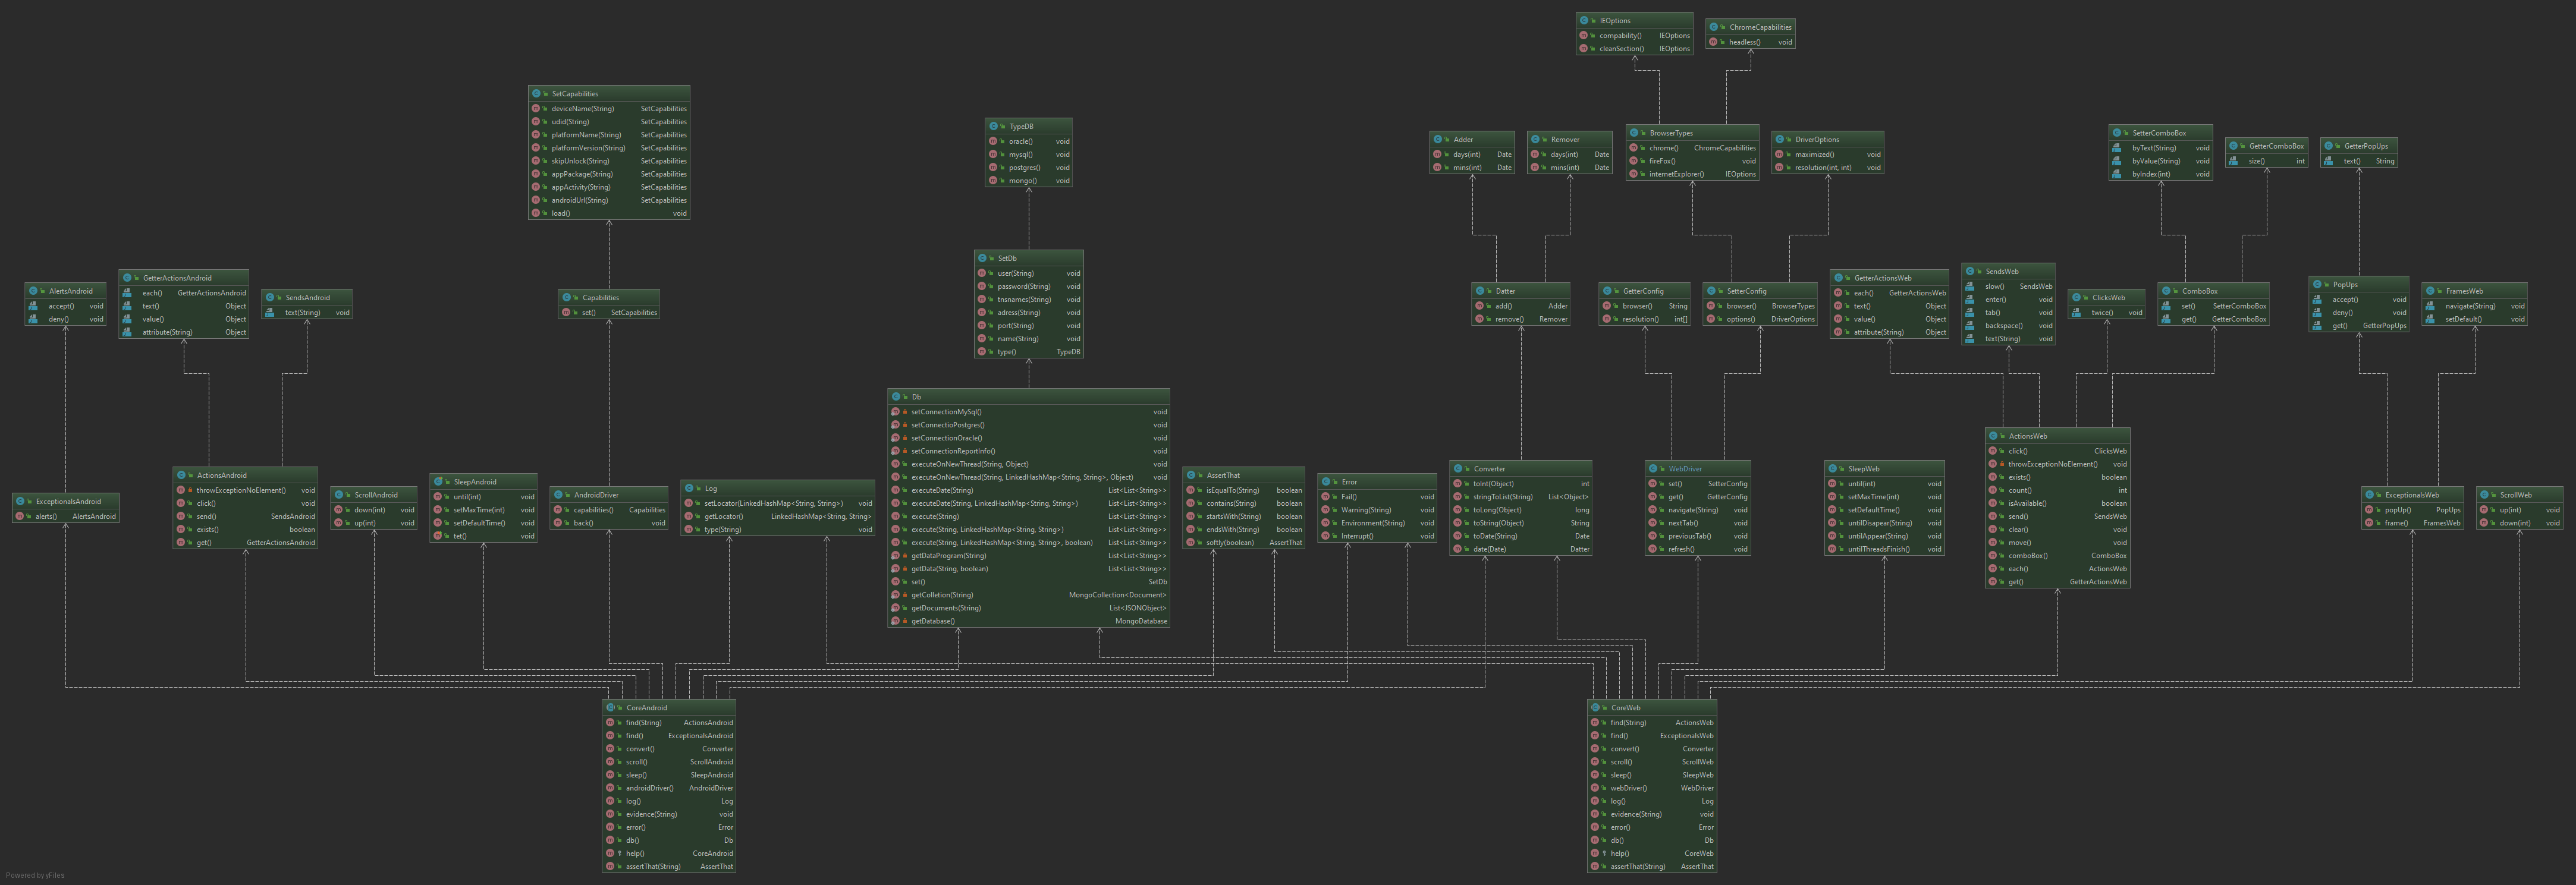 IEOptions
compability() IEOptions
cleanSection() IEOptions
ChromeCapabilities
headless() void
SetCapabilities
deviceName(String) SetCapabilities
udid(String) SetCapabilities
platformName(String) SetCapabilities
platformVersion(String) SetCapabilities
skipUnlock(String) SetCapabilities
appPackage(String) SetCapabilities
appActivity(String) SetCapabilities
androidUrl(String) SetCapabilities
load() void
TypeDB
oracle() void
mysql() void
postgres() void
mongo() void
Adder
days(int) Date
mins(int) Date
Remover
days(int) Date
mins(int) Date
BrowserTypes
chrome() ChromeCapabilities
fireFox() void
internetExplorer() IEOptions
DriverOptions
maximized() void
resolution(int, int) void
SetterComboBox
byText(String) void
byValue(String) void
byIndex(int) void
GetterComboBox
size() int
GetterPopUps
text() String
AlertsAndroid
accept() void
deny() void
GetterActionsAndroid
each() GetterActionsAndroid
text() Object
value() Object
attribute(String) Object
SendsAndroid
text(String) void
Capabilities
set() SetCapabilities
SetDb
user(String) void
password(String) void
tnsnames(String) void
adress(String) void
port(String) void
name(String) void
type() TypeDB
Datter
add() Adder
remove() Remover
GetterConfig
browser() String
resolution() int[]
SetterConfig
browser() BrowserTypes
options() DriverOptions
GetterActionsWeb
each() GetterActionsWeb
text() Object
value() Object
attribute(String) Object
SendsWeb
slow() SendsWeb
enter() void
tab() void
backspace() void
text(String) void
ClicksWeb
twice() void
ComboBox
set() SetterComboBox
get() GetterComboBox
PopUps
accept() void
deny() void
get() GetterPopUps
FramesWeb
navigate(String) void
setDefault() void
ExceptionalsAndroid
alerts() AlertsAndroid
ActionsAndroid
throwExceptionNoElement() void
click() void
send() SendsAndroid
exists() boolean
get() GetterActionsAndroid
ScrollAndroid
down(int) void
up(int) void
SleepAndroid
until(int) void
setMaxTime(int) void
setDefaultTime() void
tet() void
AndroidDriver
capabilities() Capabilities
back() void
Log
setLocator(LinkedHashMap<String, String>) void
getLocator() LinkedHashMap<String, String>
type(String) void
Db
setConnectionMySql() void
setConnectioPostgres() void
setConnectionOracle() void
setConnectionReportInfo() void
executeOnNewThread(String, Object) void
executeOnNewThread(String, LinkedHashMap<String, String>, Object) void
executeDate(String) List<List<String>>
executeDate(String, LinkedHashMap<String, String>) List<List<String>>
execute(String) List<List<String>>
execute(String, LinkedHashMap<String, String>) List<List<String>>
execute(String, LinkedHashMap<String, String>, boolean) List<List<String>>
getDataProgram(String) List<List<String>>
getData(String, boolean) List<List<String>>
set() SetDb
getColletion(String) MongoCollection<Document>
getDocuments(String) List<JSONObject>
getDatabase() MongoDatabase
AssertThat
isEqualTo(String) boolean
contains(String) boolean
startsWith(String) boolean
endsWith(String) boolean
softly(boolean) AssertThat
Error
Fail() void
Warning(String) void
Environment(String) void
Interrupt() void
Converter
toInt(Object) int
stringToList(String) List<Object>
toLong(Object) long
toString(Object) String
toDate(String) Date
date(Date) Datter
WebDriver
set() SetterConfig
get() GetterConfig
navigate(String) void
nextTab() void
previousTab() void
refresh() void
SleepWeb
until(int) void
setMaxTime(int) void
setDefaultTime() void
untilDisapear(String) void
untilAppear(String) void
untilThreadsFinish() void
ActionsWeb
click() ClicksWeb
throwExceptionNoElement() void
exists() boolean
count() int
isAvailable() boolean
send() SendsWeb
clear() void
move() void
comboBox() ComboBox
each() ActionsWeb
get() GetterActionsWeb
ExceptionalsWeb
popUp() PopUps
frame() FramesWeb
ScrollWeb
up(int) void
down(int) void
CoreAndroid
find(String) ActionsAndroid
find() ExceptionalsAndroid
convert() Converter
scroll() ScrollAndroid
sleep() SleepAndroid
androidDriver() AndroidDriver
log() Log
evidence(String) void
error() Error
db() Db
help() CoreAndroid
assertThat(String) AssertThat
CoreWeb
find(String) ActionsWeb
find() ExceptionalsWeb
convert() Converter
scroll() ScrollWeb
sleep() SleepWeb
webDriver() WebDriver
log() Log
evidence(String) void
error() Error
db() Db
help() CoreWeb
assertThat(String) AssertThat
Powered by yFiles